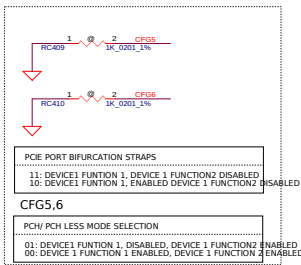 1 @ 2 CFG5
RC409 1K_0201_1%
1 @ 2 CFG6
RC410 1K_0201_1%
PCIE PORT BIFURCATION STRAPS
11: DEVICE1 FUNTION 1, DEVICE 1 FUNCTION2 DISABLED
10: DEVICE1 FUNTION 1, ENABLED DEVICE 1 FUNCTION2 DISABLED
CFG5,6
PCH/ PCH LESS MODE SELECTION
01: DEVICE1 FUNTION 1, DISABLED, DEVICE 1 FUNCTION2 ENABLED
00: DEVICE 1 FUNCTION 1 ENABLED, DEVICE 1 FUNCTION 2 ENABLED